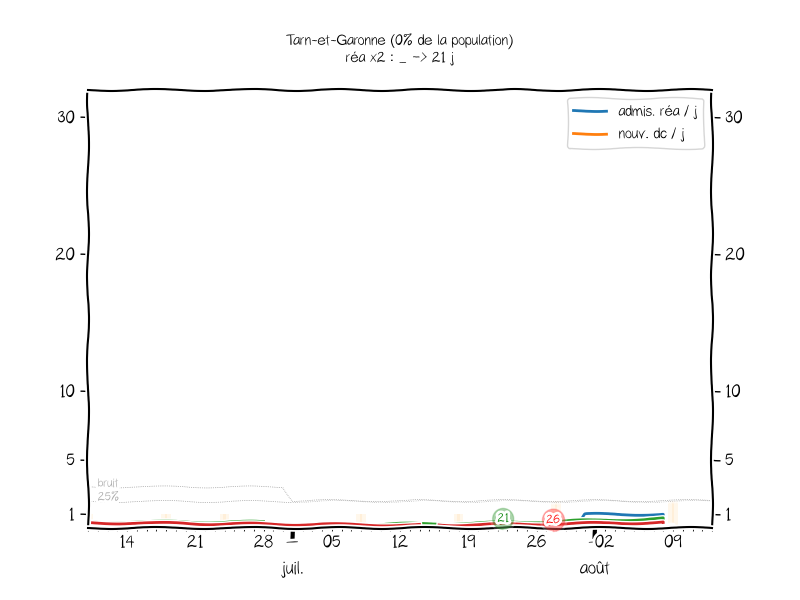 Tarn-et-Garonne (0% de la population)
réa x2 : _ -> 21 j
admis. réa / j
nouv. dc / j
30 30
20 20
10 10
5 5
bruit
25%
1 21 26 1
14 21 28 05 12 19 26 02 09
juil. août